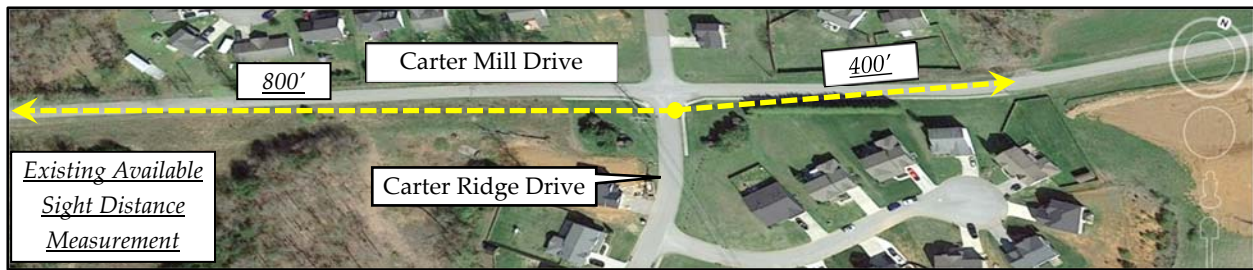 Carter Mill Drive
800'
400'
N
Existing Available
Sight Distance
Measurement
Carter Ridge Drive